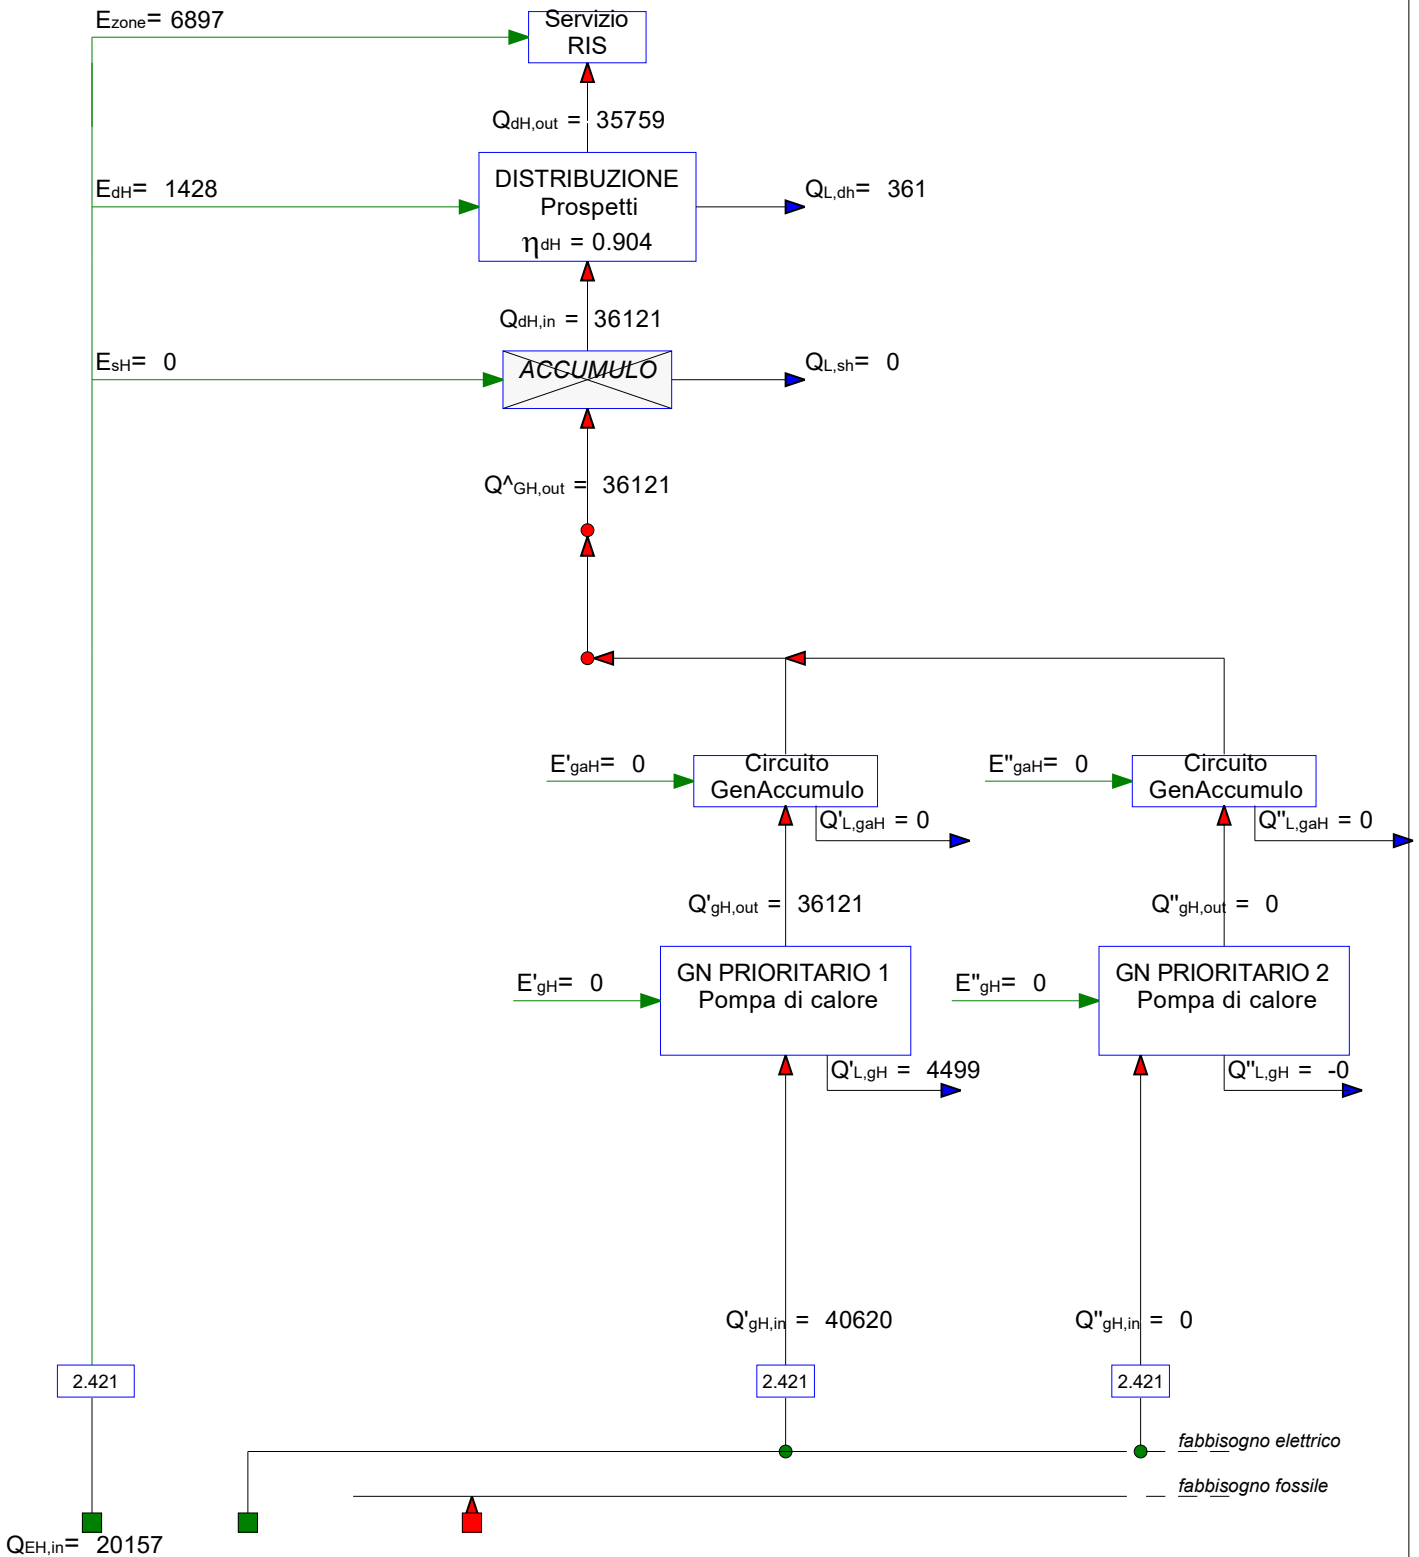 Ezone= 6897
Servizio
RIS
QdH,out = 35759
EdH= 1428
DISTRIBUZIONE
Prospetti
ηdH = 0.904
QL,dh= 361
QdH,in = 36121
EsH= 0
ACCUMULO
QL,sh= 0
Q^GH,out = 36121
E'gaH= 0
Circuito
GenAccumulo
E''gaH= 0
Circuito
GenAccumulo
Q'L,gaH = 0
Q''L,gaH = 0
Q'gH,out = 36121
Q''gH,out = 0
E'gH= 0
GN PRIORITARIO 1
Pompa di calore
E''gH= 0
GN PRIORITARIO 2
Pompa di calore
Q'L,gH = 4499
Q''L,gH = -0
Q'gH,in = 40620
Q''gH,in = 0
2.421
2.421
2.421
fabbisogno elettrico
fabbisogno fossile
QEH,in= 20157